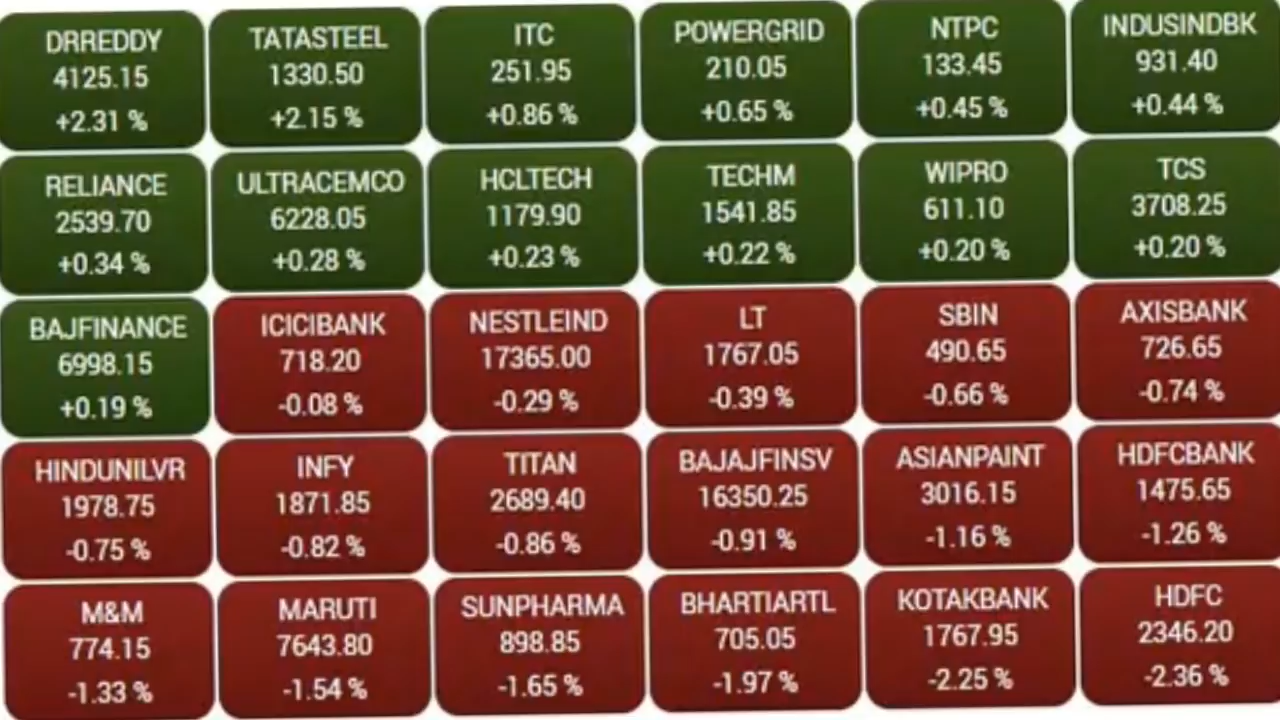 DRREDDY
4125.15
+2.31 %
TATASTEEL
1330.50
+2.15 %
ITC
251.95
+0.86 %
POWERGRID
210.05
+0.65 %
NTPC
133.45
+0.45 %
INDUSINDBK
931.40
+0.44 %
RELIANCE
2539.70
+0.34 %
ULTRACEMCO
6228.05
+0.28 %
HCLTECH
1179.90
+0.23 %
TECHM
1541.85
+0.22 %
WIPRO
611.10
+0.20 %
TCS
3708.25
+0.20 %
BAJFINANCE
6998.15
+0.19 %
ICICIBANK
718.20
-0.08 %
NESTLEIND
17365.00
-0.29 %
LT
1767.05
-0.39 %
SBIN
490.65
-0.66 %
AXISBANK
726.65
-0.74 %
HINDUNILVR
1978.75
-0.75 %
INFY
1871.85
-0.82 %
TITAN
2689.40
-0.86 %
BAJAJFINSV
16350.25
-0.91 %
ASIANPAINT
3016.15
-1.16 %
HDFCBANK
1475.65
-1.26 %
M&M
774.15
-1.33 %
MARUTI
7643.80
-1.54 %
SUNPHARMA
898.85
-1.65 %
BHARTIARTL
705.05
-1.97 %
KOTAKBANK
1767.95
-2.25 %
HDFC
2346.20
-2.36 %